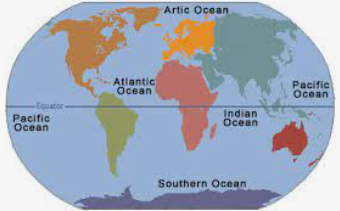 Artic Ocean
Atlantic
Ocean
Pacific
Ocean
Equator
Pacific
Ocean
Indian
Ocean
Southern Ocean